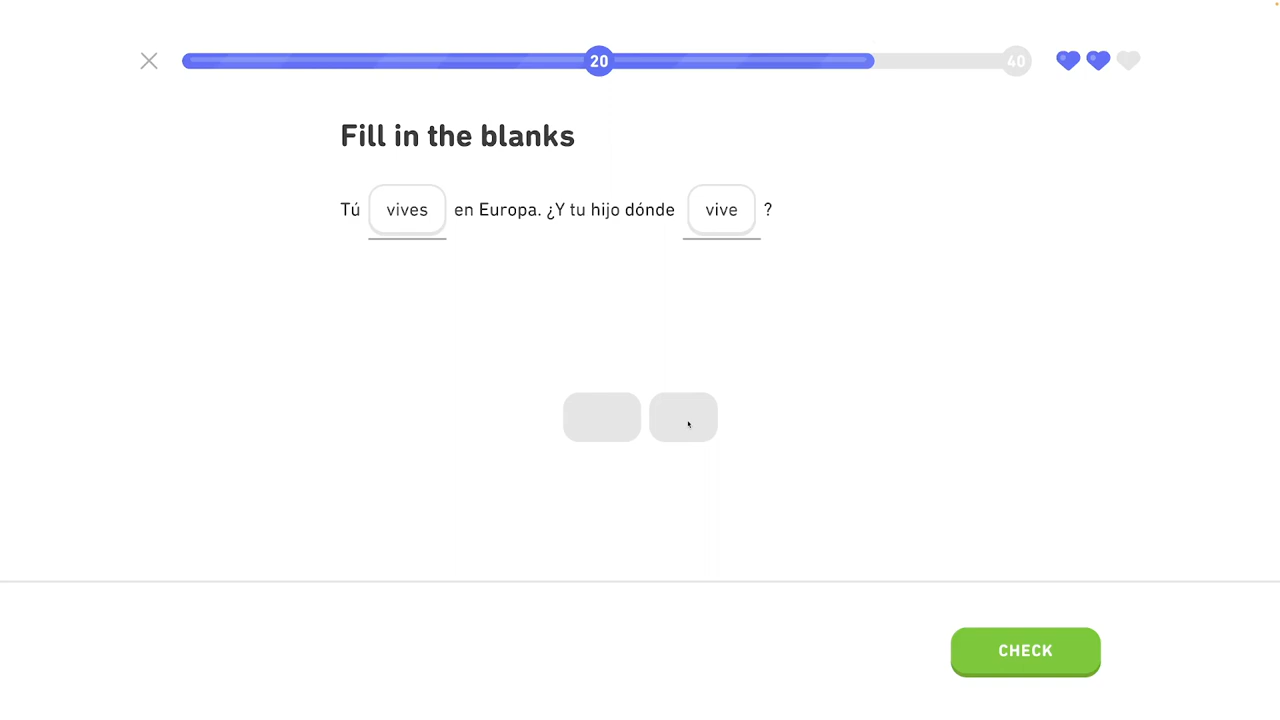 20
40
Fill in the blanks
Tú vives en Europa. ¿Y tu hijo dónde vive ?
CHECK